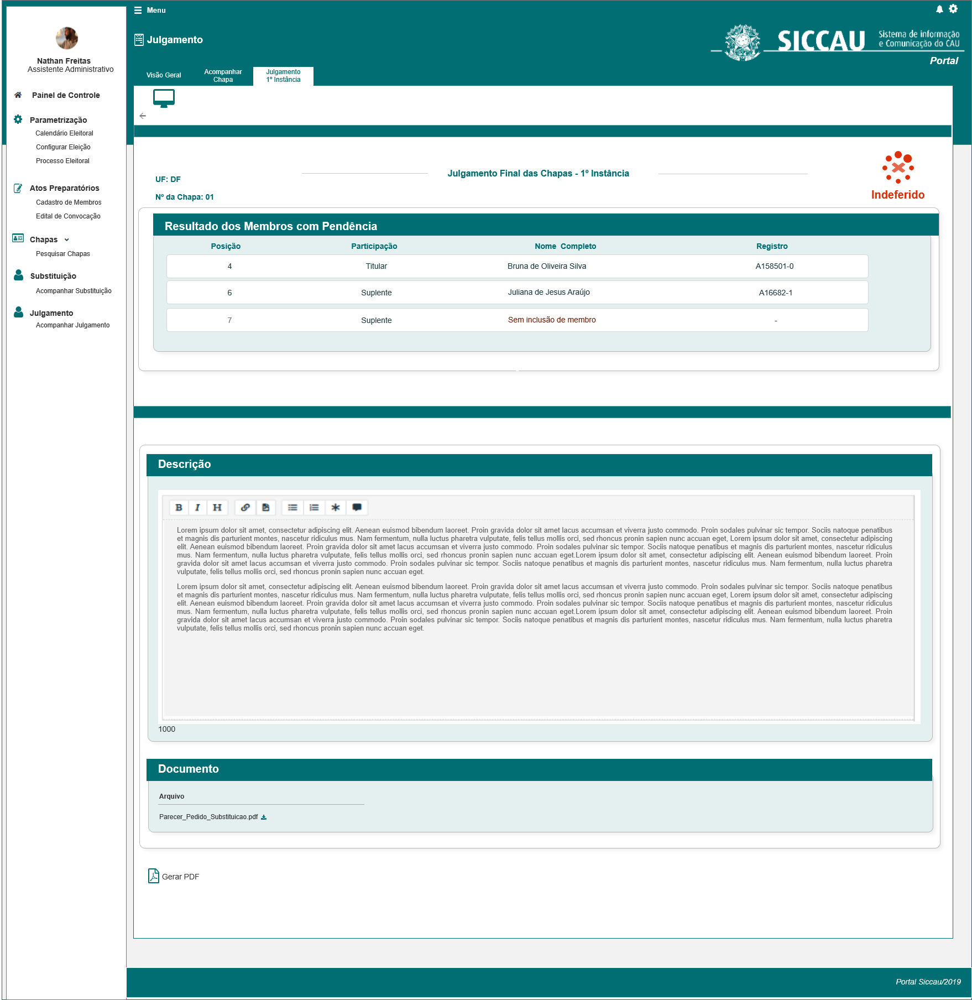 Menu
Julgamento
SICCAU
Sistema de informação
e Comunicação do CAU
Portal
Nathan Freitas
Assistente Administrativo
Painel de Controle
Parametrização
Calendário Eleitoral
Configurar Eleição
Processo Eleitoral
Atos Preparatórios
Cadastro de Membros
Edital de Convocação
Chapas
Pesquisar Chapas
Substituição
Acompanhar Substituição
Julgamento
Acompanhar Julgamento
Visão Geral
Acompanhar
Chapa
Julgamento
1º Instância
Julgamento Final das Chapas - 1º Instância
UF: DF
Nº da Chapa: 01
Indeferido
Resultado dos Membros com Pendência
Posição Participação Nome Completo Registro
4 Titular Bruna de Oliveira Silva A158501-0
6 Suplente Juliana de Jesus Araújo A16682-1
7 Suplente Sem inclusão de membro -
Descrição
B I H
Lorem ipsum dolor sit amet, consectetur adipiscing elit. Aenean euismod bibendum laoreet. Proin gravida dolor sit amet lacus accumsan et viverra justo commodo. Proin sodales pulvinar sic tempor. Sociis natoque penatibus
et magnis dis parturient montes, nascetur ridiculus mus. Nam fermentum, nulla luctus pharetra vulputate, felis tellus mollis orci, sed rhoncus pronin sapien nunc accuan eget, Lorem ipsum dolor sit amet, consectetur adipiscing
elit. Aenean euismod bibendum laoreet. Proin gravida dolor sit amet lacus accumsan et viverra justo commodo. Proin sodales pulvinar sic tempor. Sociis natoque penatibus et magnis dis parturient montes, nascetur ridiculus
mus. Nam fermentum, nulla luctus pharetra vulputate, felis tellus mollis orci, sed rhoncus pronin sapien nunc accuan eget.Lorem ipsum dolor sit amet, consectetur adipiscing elit. Aenean euismod bibendum laoreet. Proin
gravida dolor sit amet lacus accumsan et viverra justo commodo. Proin sodales pulvinar sic tempor. Sociis natoque penatibus et magnis dis parturient montes, nascetur ridiculus mus. Nam fermentum, nulla luctus pharetra
vulputate, felis tellus mollis orci, sed rhoncus pronin sapien nunc accuan eget.
Lorem ipsum dolor sit amet, consectetur adipiscing elit. Aenean euismod bibendum laoreet. Proin gravida dolor sit amet lacus accumsan et viverra justo commodo. Proin sodales pulvinar sic tempor. Sociis natoque penatibus
et magnis dis parturient montes, nascetur ridiculus mus. Nam fermentum, nulla luctus pharetra vulputate, felis tellus mollis orci, sed rhoncus pronin sapien nunc accuan eget, Lorem ipsum dolor sit amet, consectetur adipiscing
elit. Aenean euismod bibendum laoreet. Proin gravida dolor sit amet lacus accumsan et viverra justo commodo. Proin sodales pulvinar sic tempor. Sociis natoque penatibus et magnis dis parturient montes, nascetur ridiculus
mus. Nam fermentum, nulla luctus pharetra vulputate, felis tellus mollis orci, sed rhoncus pronin sapien nunc accuan eget.Lorem ipsum dolor sit amet, consectetur adipiscing elit. Aenean euismod bibendum laoreet. Proin
gravida dolor sit amet lacus accumsan et viverra justo commodo. Proin sodales pulvinar sic tempor. Sociis natoque penatibus et magnis dis parturient montes, nascetur ridiculus mus. Nam fermentum, nulla luctus pharetra
vulputate, felis tellus mollis orci, sed rhoncus pronin sapien nunc accuan eget.
1000
Documento
Arquivo
Parecer_Pedido_Substituicao.pdf
Gerar PDF
Portal Siccau/2019